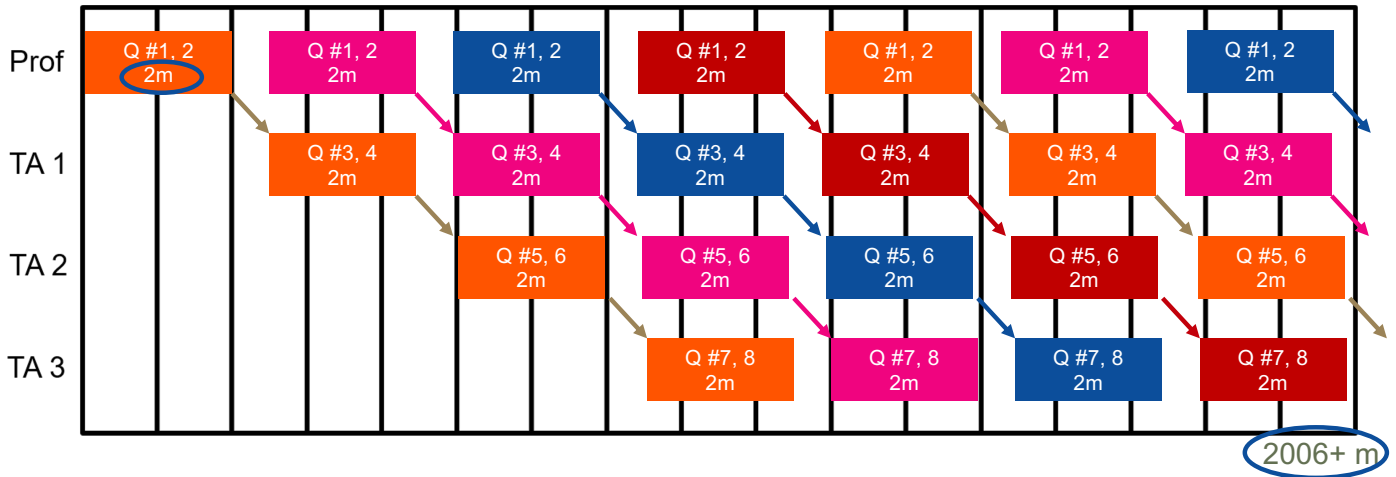 Prof
Q #1, 2
2m
Q #1, 2
2m
Q #1, 2
2m
Q #1, 2
2m
Q #1, 2
2m
Q #1, 2
2m
Q #1, 2
2m
TA 1
Q #3, 4
2m
Q #3, 4
2m
Q #3, 4
2m
Q #3, 4
2m
Q #3, 4
2m
Q #3, 4
2m
TA 2
Q #5, 6
2m
Q #5, 6
2m
Q #5, 6
2m
Q #5, 6
2m
Q #5, 6
2m
TA 3
Q #7, 8
2m
Q #7, 8
2m
Q #7, 8
2m
Q #7, 8
2m
2006+ m